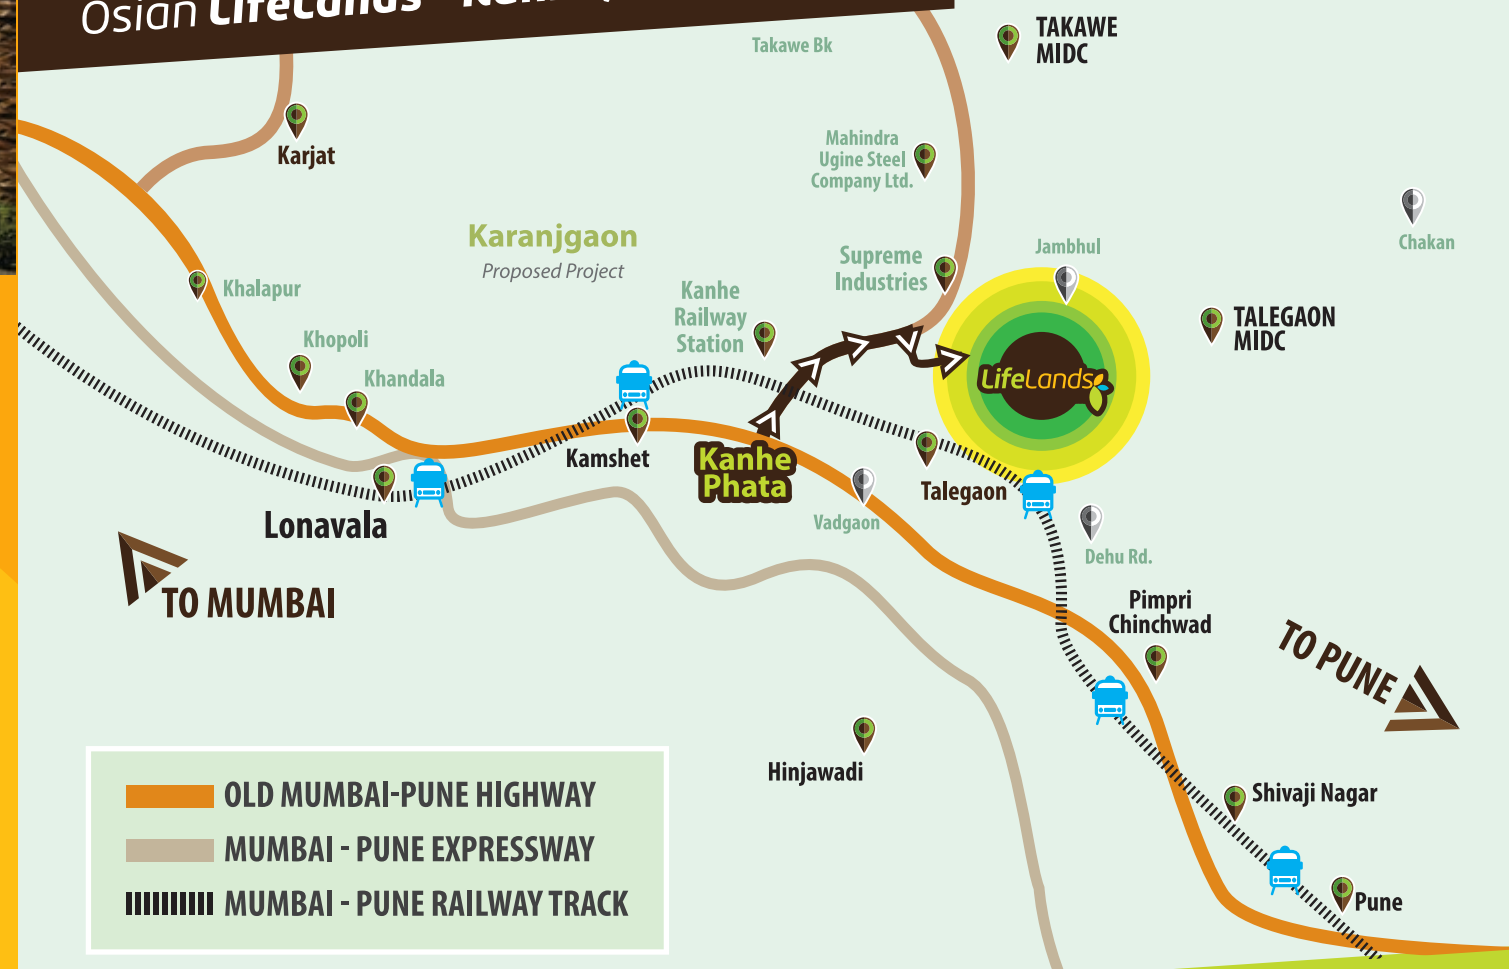 Osian LifeLands
Takawe Bk
TAKAWE
MIDC
Karjat
Mahindra
Ugine Steel
Company Ltd.
Chakan
Karanjgaon
Proposed Project
Supreme
Industries
Jambhul
Khalapur
Kanhe
Railway
Station
TALEGAON
MIDC
Khopoli
Khandala
LifeLands
Kamshet
Kanhe
Phata
Talegaon
Lonavala
Vadgaon
Dehu Rd.
TO MUMBAI
Pimpri
Chinchwad
TO PUNE
Hinjawadi
Shivaji Nagar
Pune
OLD MUMBAI-PUNE HIGHWAY
MUMBAI - PUNE EXPRESSWAY
MUMBAI - PUNE RAILWAY TRACK